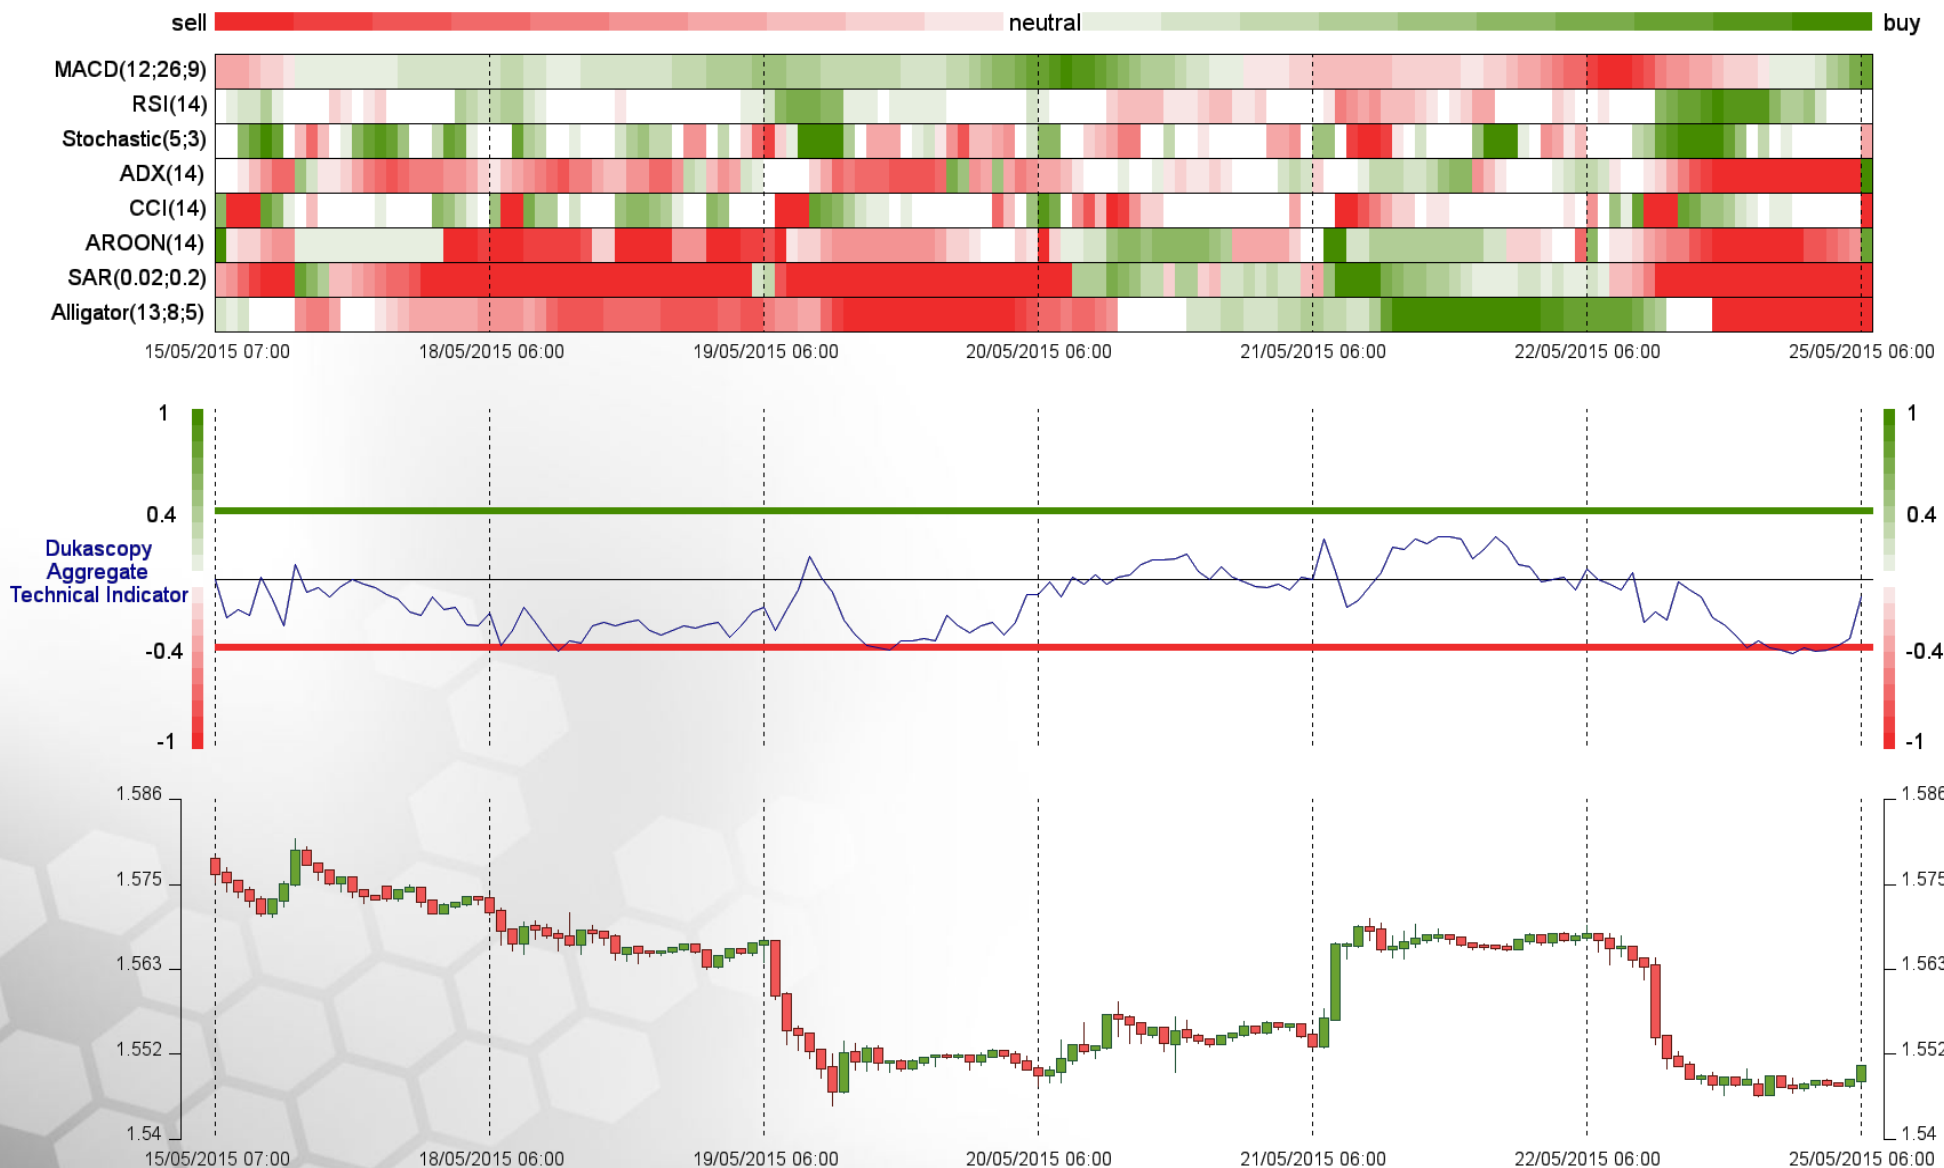 sell neutral buy
MACD(12;26;9)
RSI(14)
Stochastic(5;3)
ADX(14)
CCI(14)
AROON(14)
SAR(0.02;0.2)
Alligator(13;8;5)
15/05/2015 07:00 18/05/2015 06:00 19/05/2015 06:00 20/05/2015 06:00 21/05/2015 06:00 22/05/2015 06:00 25/05/2015 06:00
1 1
0.4 0.4
Dukascopy
Aggregate
Technical Indicator
-0.4 -0.4
-1 -1
1.586 1.586
1.575 1.575
1.563 1.563
1.552 1.552
1.54 1.54
15/05/2015 07:00 18/05/2015 06:00 19/05/2015 06:00 20/05/2015 06:00 21/05/2015 06:00 22/05/2015 06:00 25/05/2015 06:00